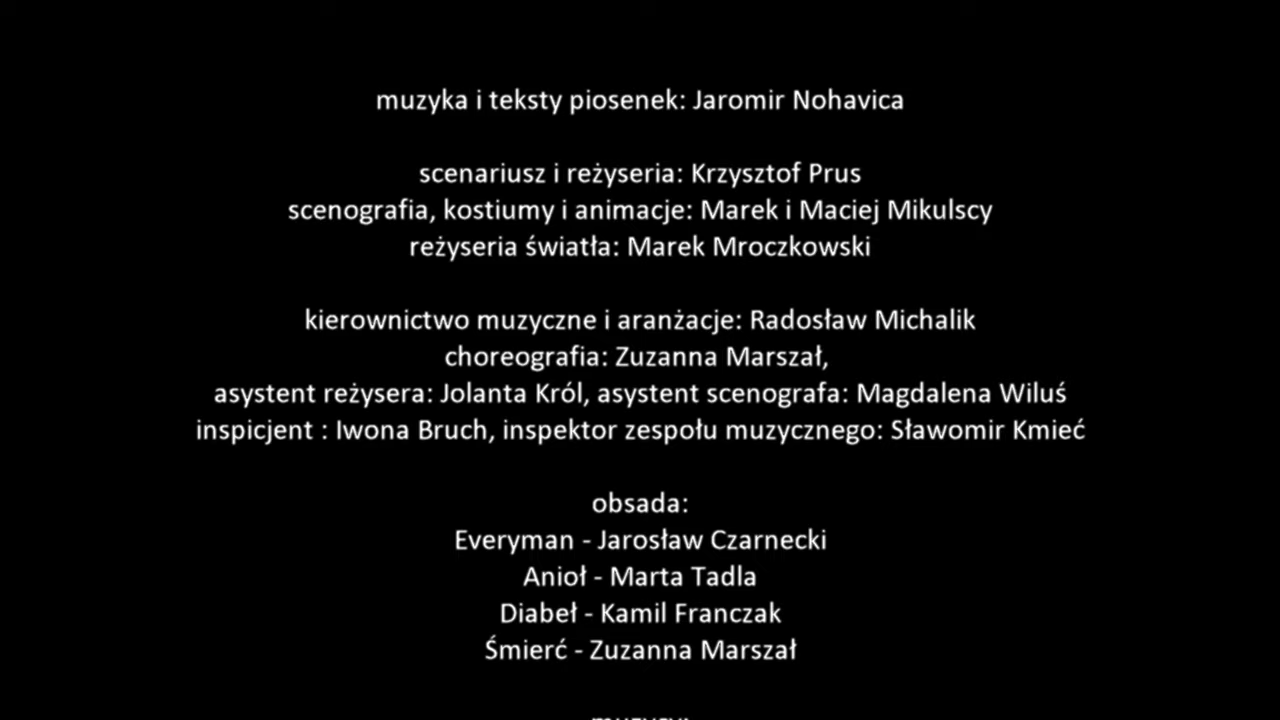 muzyka i teksty piosenek: Jaromir Nohavica
scenariusz i reżyseria: Krzysztof Prus
scenografia, kostiumy i animacje: Marek i Maciej Mikulscy
reżyseria światła: Marek Mroczkowski
kierownictwo muzyczne i aranżacje: Radosław Michalik
choreografia: Zuzanna Marszał,
asystent reżysera: Jolanta Król, asystent scenografa: Magdalena Wiluś
inspicjent : Iwona Bruch, inspektor zespołu muzycznego: Sławomir Kmieć
obsada:
Everyman - Jarosław Czarnecki
Anioł - Marta Tadla
Diabeł - Kamil Franczak
Śmierć - Zuzanna Marszał